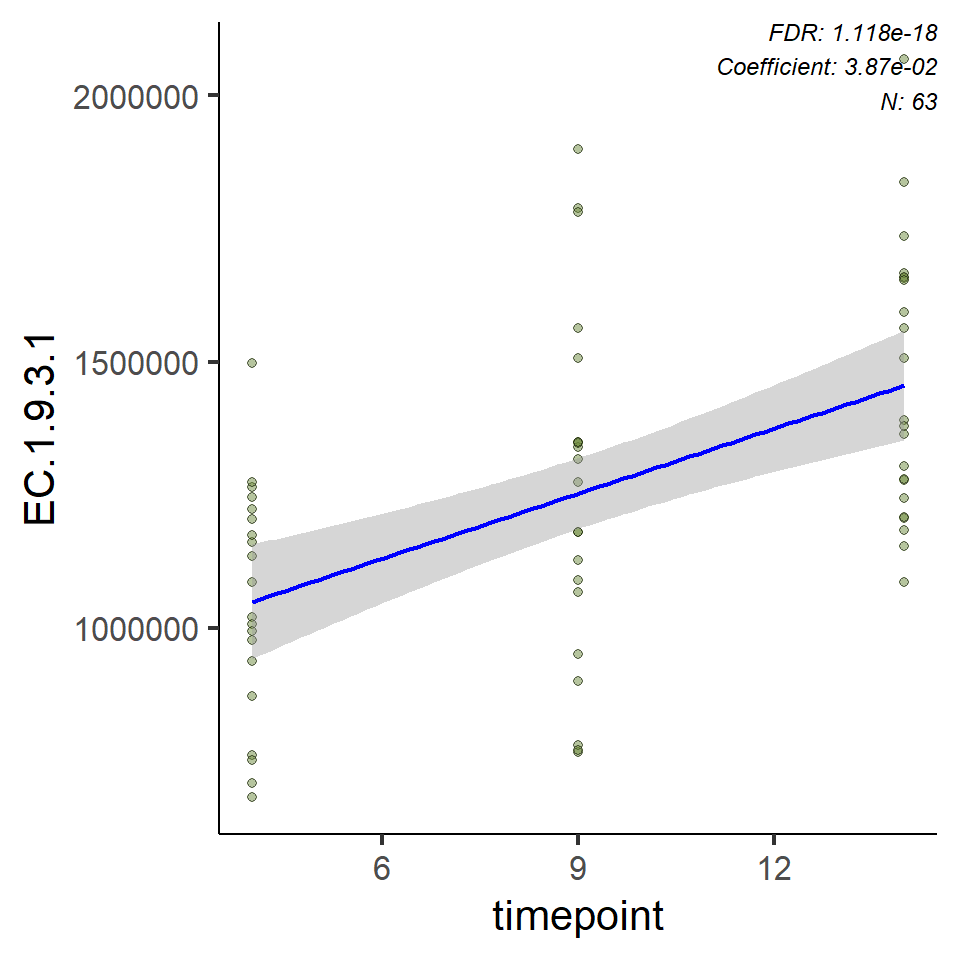 FDR: 1.118e-18
Coefficient: 3.87e-02
N: 63
2000000
1500000
1000000
EC.1.9.3.1
6 9 12
timepoint